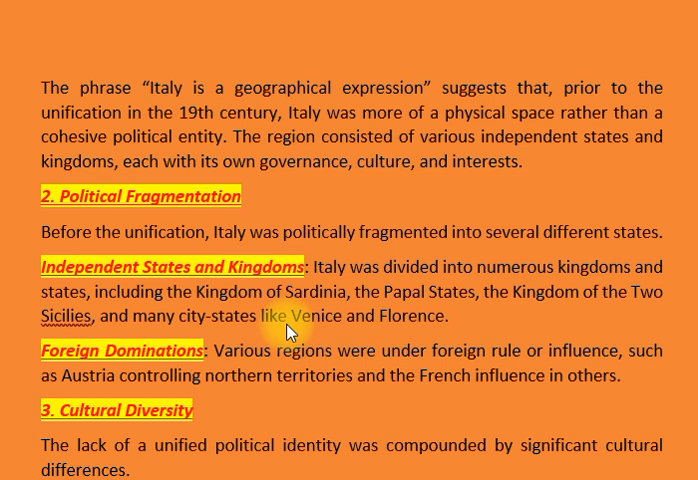 The phrase “Italy is a geographical expression” suggests that, prior to the
unification in the 19th century, Italy was more of a physical space rather than a
cohesive political entity. The region consisted of various independent states and
kingdoms, each with its own governance, culture, and interests.
2. Political Fragmentation
Before the unification, Italy was politically fragmented into several different states.
Independent States and Kingdoms: Italy was divided into numerous kingdoms and
states, including the Kingdom of Sardinia, the Papal States, the Kingdom of the Two
Sicilies, and many city-states like Venice and Florence.
Foreign Dominations: Various regions were under foreign rule or influence, such
as Austria controlling northern territories and the French influence in others.
3. Cultural Diversity
The lack of a unified political identity was compounded by significant cultural
differences.